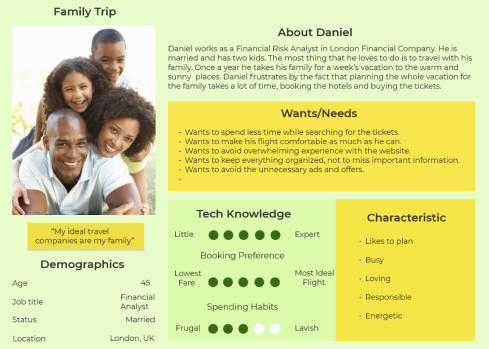 Family Trip
"My ideal travel
companies are my family"
Demographics
Age 45
Job title Financial
Analyst
Status Married
Location London, UK
About Daniel
Daniel works as a Financial Risk Analyst in London Financial Company. He is
married and has two kids. The most thing that he loves to do is to travel with his
family. Once a year he takes his family for a week's vacation to the warm and
sunny places. Daniel frustrates by the fact that planning the whole vacation for
the family takes a lot of time, booking the hotels and buying the tickets.
Wants/Needs
• Wants to spend less time while searching for the tickets.
• Wants to make his flight comfortable as much as he can.
• Wants to avoid overwhelming experience with the website.
• Wants to keep everything organized, not to miss important information.
• Wants to avoid the unnecessary ads and offers.
•
Tech Knowledge
Little Expert
Booking Preference
Lowest
Fare
Most Ideal
Flight
Spending Habits
Frugal Lavish
Characteristic
• Likes to plan
• Busy
• Loving
• Responsible
• Energetic